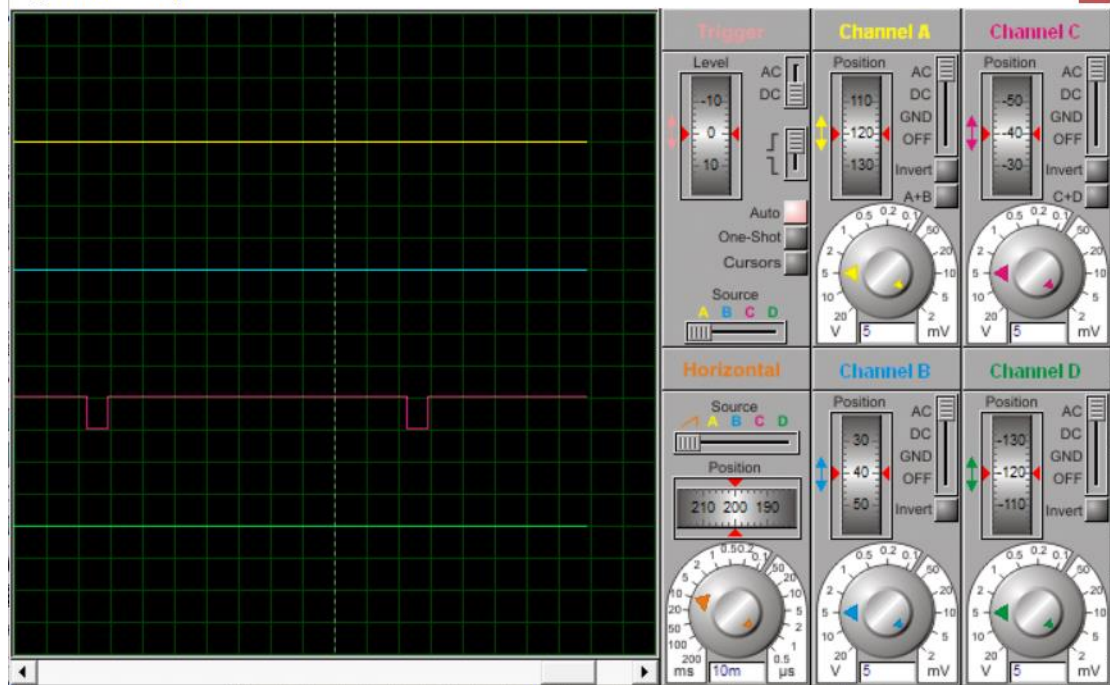 Trigger
Level
AC
DC
-10
0
10
Auto
One-Shot
Cursors
Source
A B C D
Channel A
Position
AC
DC
GND
OFF
110
120
130
Invert
A+B
0.5 0.2 0.1
1 50
2 20
5 10
10 5
20 2
V 5 mV
Channel C
Position
AC
DC
GND
OFF
-50
-40
-30
Invert
C+D
0.5 0.2 0.1
1 50
2 20
5 10
10 5
20 2
V 5 mV
Horizontal
Source
A B C D
Position
210 200 190
1 0.5 0.2 0.1
2 50
5 20
10 10
20 5
50 2
100 1
200 0.5
ms 10m µs
Channel B
Position
AC
DC
GND
OFF
30
40
50
Invert
0.5 0.2 0.1
1 50
2 20
5 10
10 5
20 2
V 5 mV
Channel D
Position
AC
DC
GND
OFF
-130
-120
-110
Invert
0.5 0.2 0.1
1 50
2 20
5 10
10 5
20 2
V 5 mV